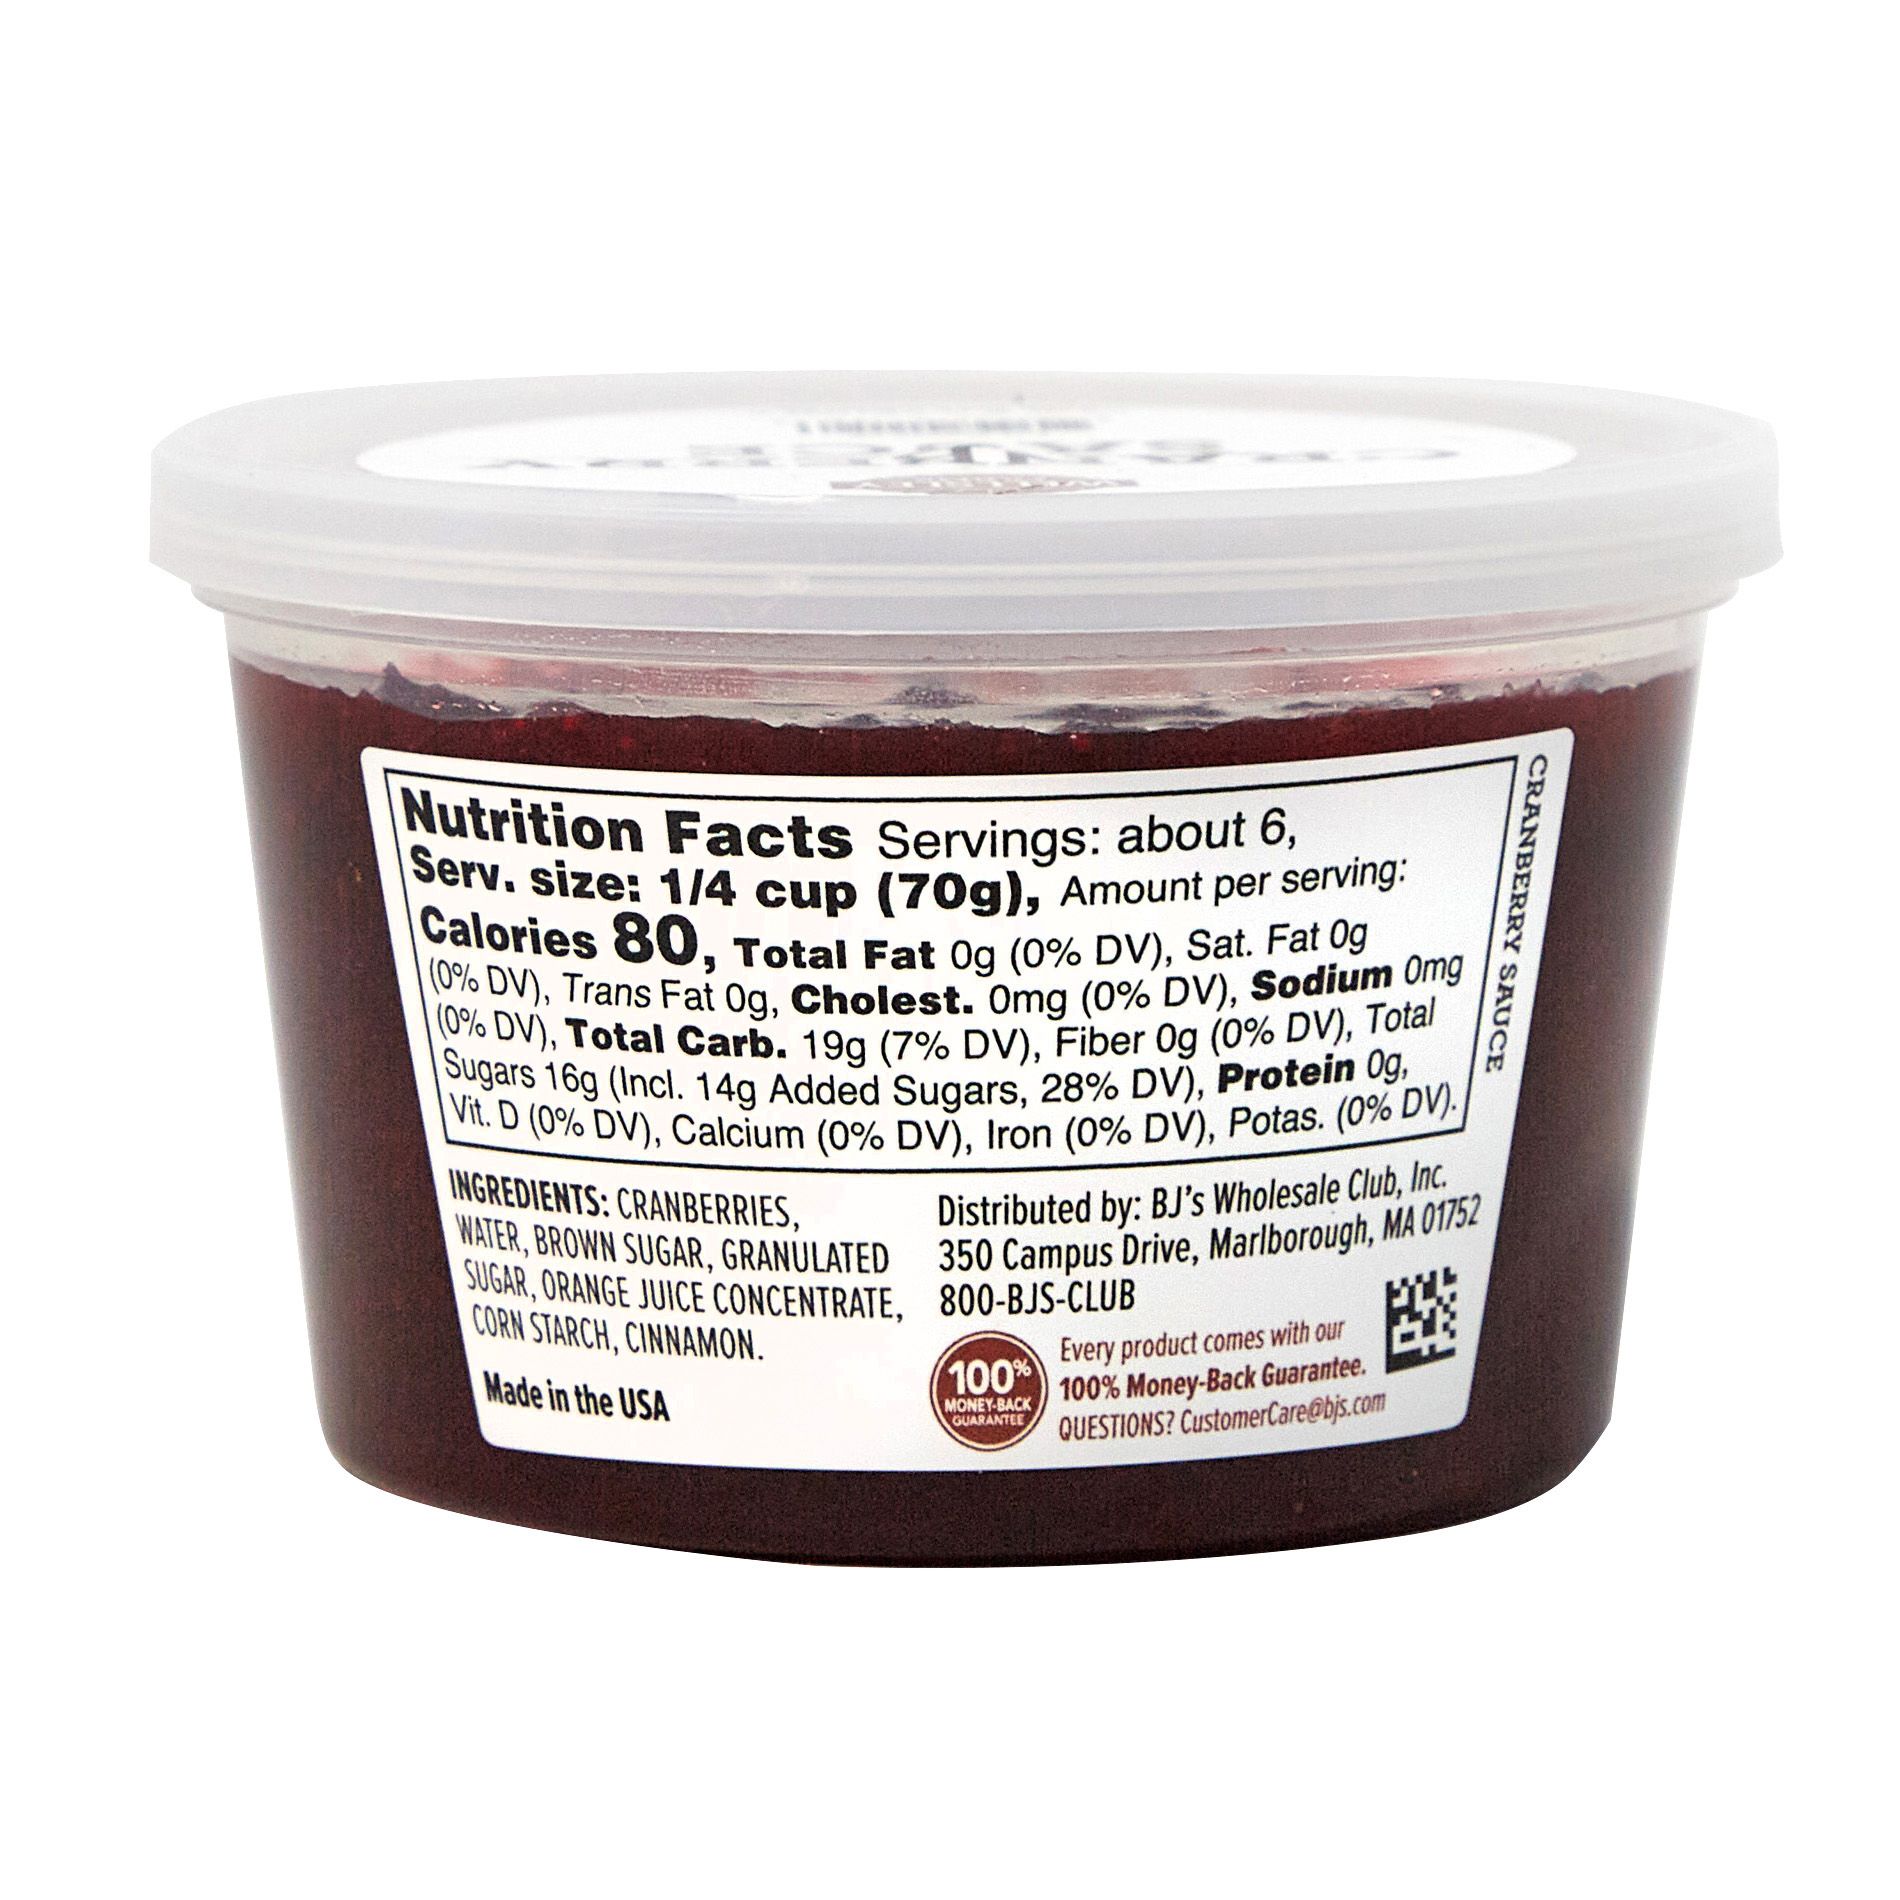 CRANBERRY
SAUCE
Nutrition Facts Servings: about 6,
Serv. size: 1/4 cup (70g), Amount per serving:
Calories 80, Total Fat 0g (0% DV), Sat. Fat 0g
(0% DV), Trans Fat 0g, Cholest. 0mg (0% DV), Sodium 0mg
(0% DV), Total Carb. 19g (7% DV), Fiber 0g (0% DV), Total
Sugars 16g (Incl. 14g Added Sugars, 28% DV), Protein 0g,
Vit. D (0% DV), Calcium (0% DV), Iron (0% DV), Potas. (0% DV).
CRANBERRY SAUCE
INGREDIENTS: CRANBERRIES,
WATER, BROWN SUGAR, GRANULATED
SUGAR, ORANGE JUICE CONCENTRATE,
CORN STARCH, CINNAMON.
Made in the USA
Distributed by: BJ's Wholesale Club, Inc.
350 Campus Drive, Marlborough, MA 01752
800-BJS-CLUB
100%
MONEY-BACK
GUARANTEE
Every product comes with our
100% Money-Back Guarantee.
QUESTIONS? CustomerCare@bjs.com